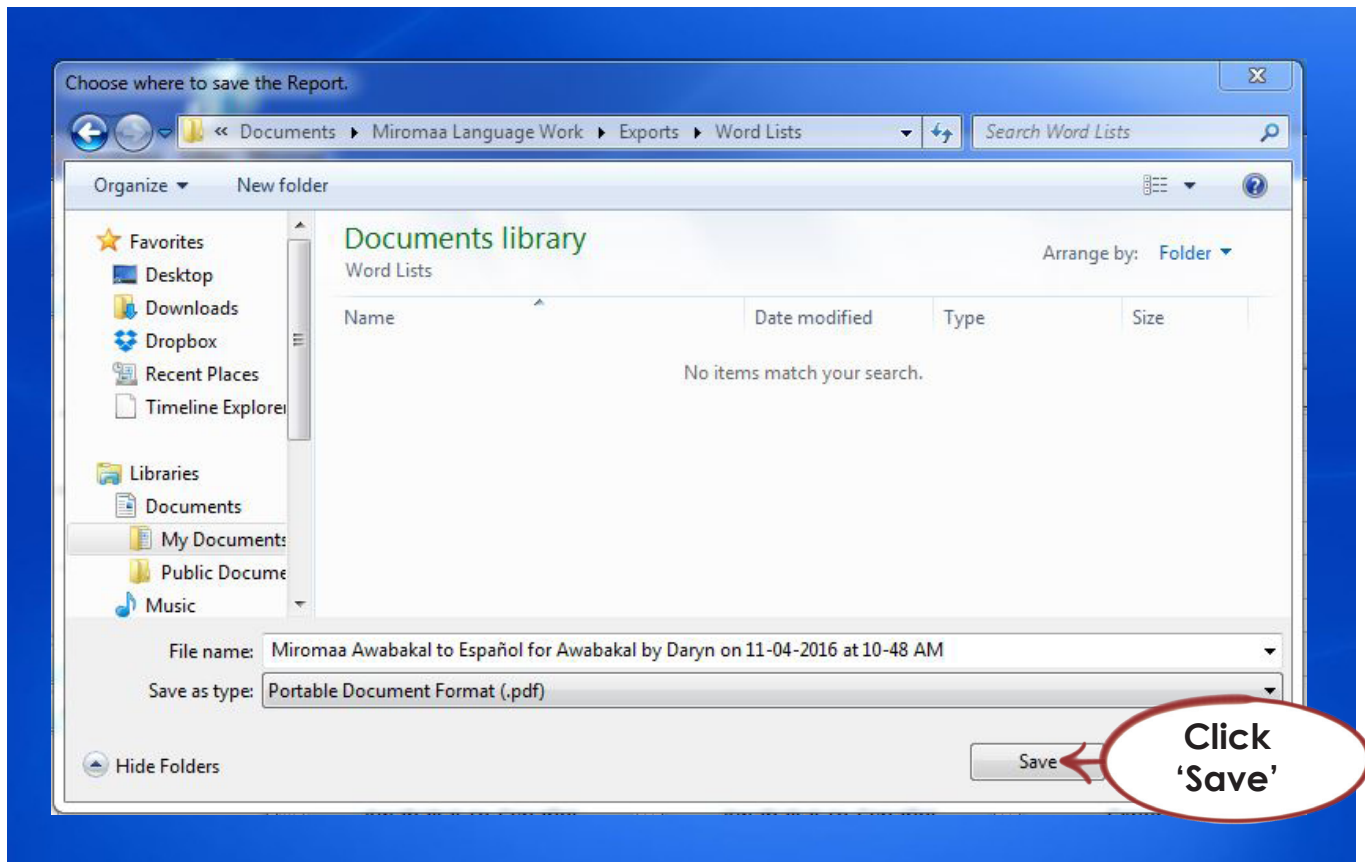 Choose where to save the Report.
« Documents Miromaa Language Work Exports Word Lists
Search Word Lists
Organize New folder
Favorites
Desktop
Downloads
Dropbox
Recent Places
Timeline Explorer
Libraries
Documents
My Documents
Public
Music
Documents library
Word Lists
Arrange by: Folder
Name Date modified Type Size
No items match your search.
File name: Miromaa Awabakal to Español for Awabakal by Daryn on 11-04-2016 at 10-48 AM
Save as type: Portable Document Format (.pdf)
Hide Folders
Save
Click
‘Save’